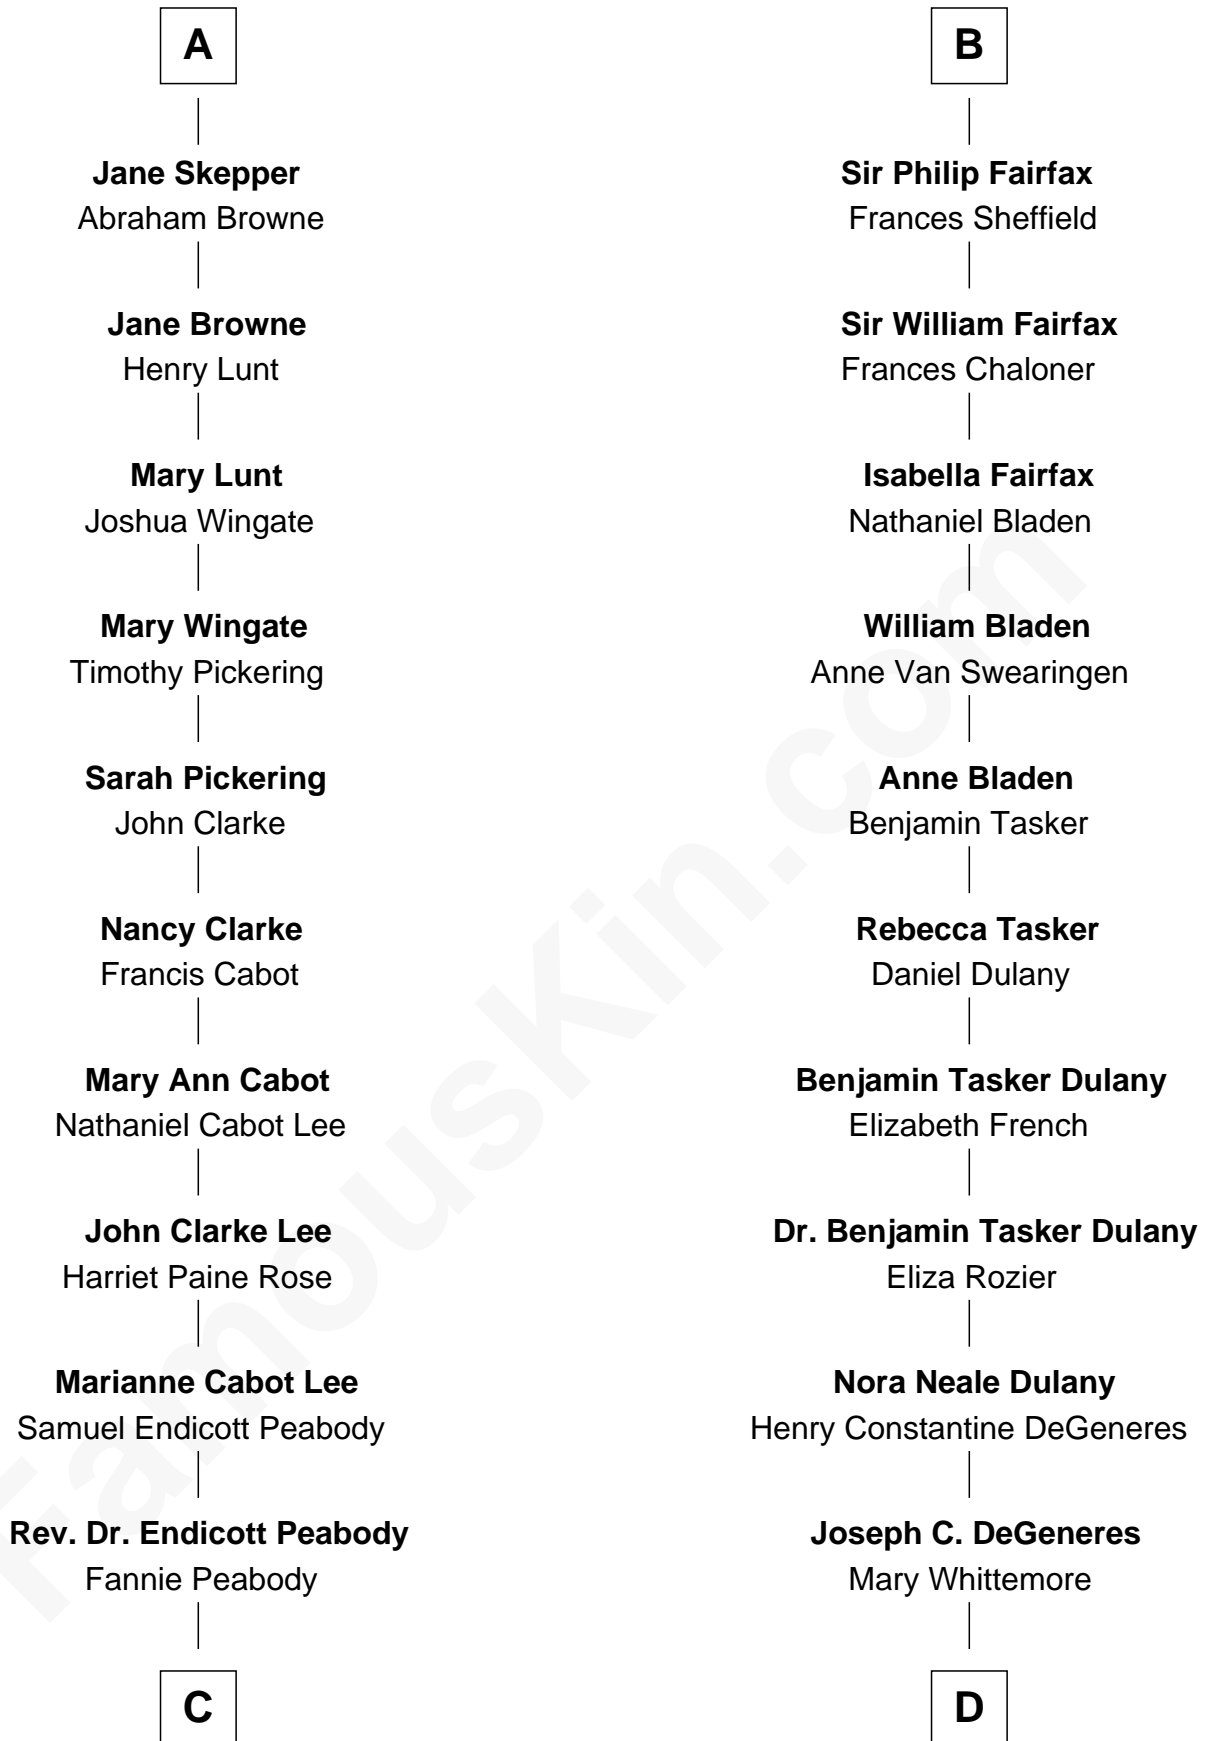 A
Jane Skepper
Abraham Browne
Jane Browne
Henry Lunt
Mary Lunt
Joshua Wingate
Mary Wingate
Timothy Pickering
Sarah Pickering
John Clarke
Nancy Clarke
Francis Cabot
Mary Ann Cabot
Nathaniel Cabot Lee
John Clarke Lee
Harriet Paine Rose
Marianne Cabot Lee
Samuel Endicott Peabody
Rev. Dr. Endicott Peabody
Fannie Peabody
C
B
Sir Philip Fairfax
Frances Sheffield
Sir William Fairfax
Frances Chaloner
Isabella Fairfax
Nathaniel Bladen
William Bladen
Anne Van Swearingen
Anne Bladen
Benjamin Tasker
Rebecca Tasker
Daniel Dulany
Benjamin Tasker Dulany
Elizabeth French
Dr. Benjamin Tasker Dulany
Eliza Rozier
Nora Neale Dulany
Henry Constantine DeGeneres
Joseph C. DeGeneres
Mary Whittemore
D
FamousKin.com